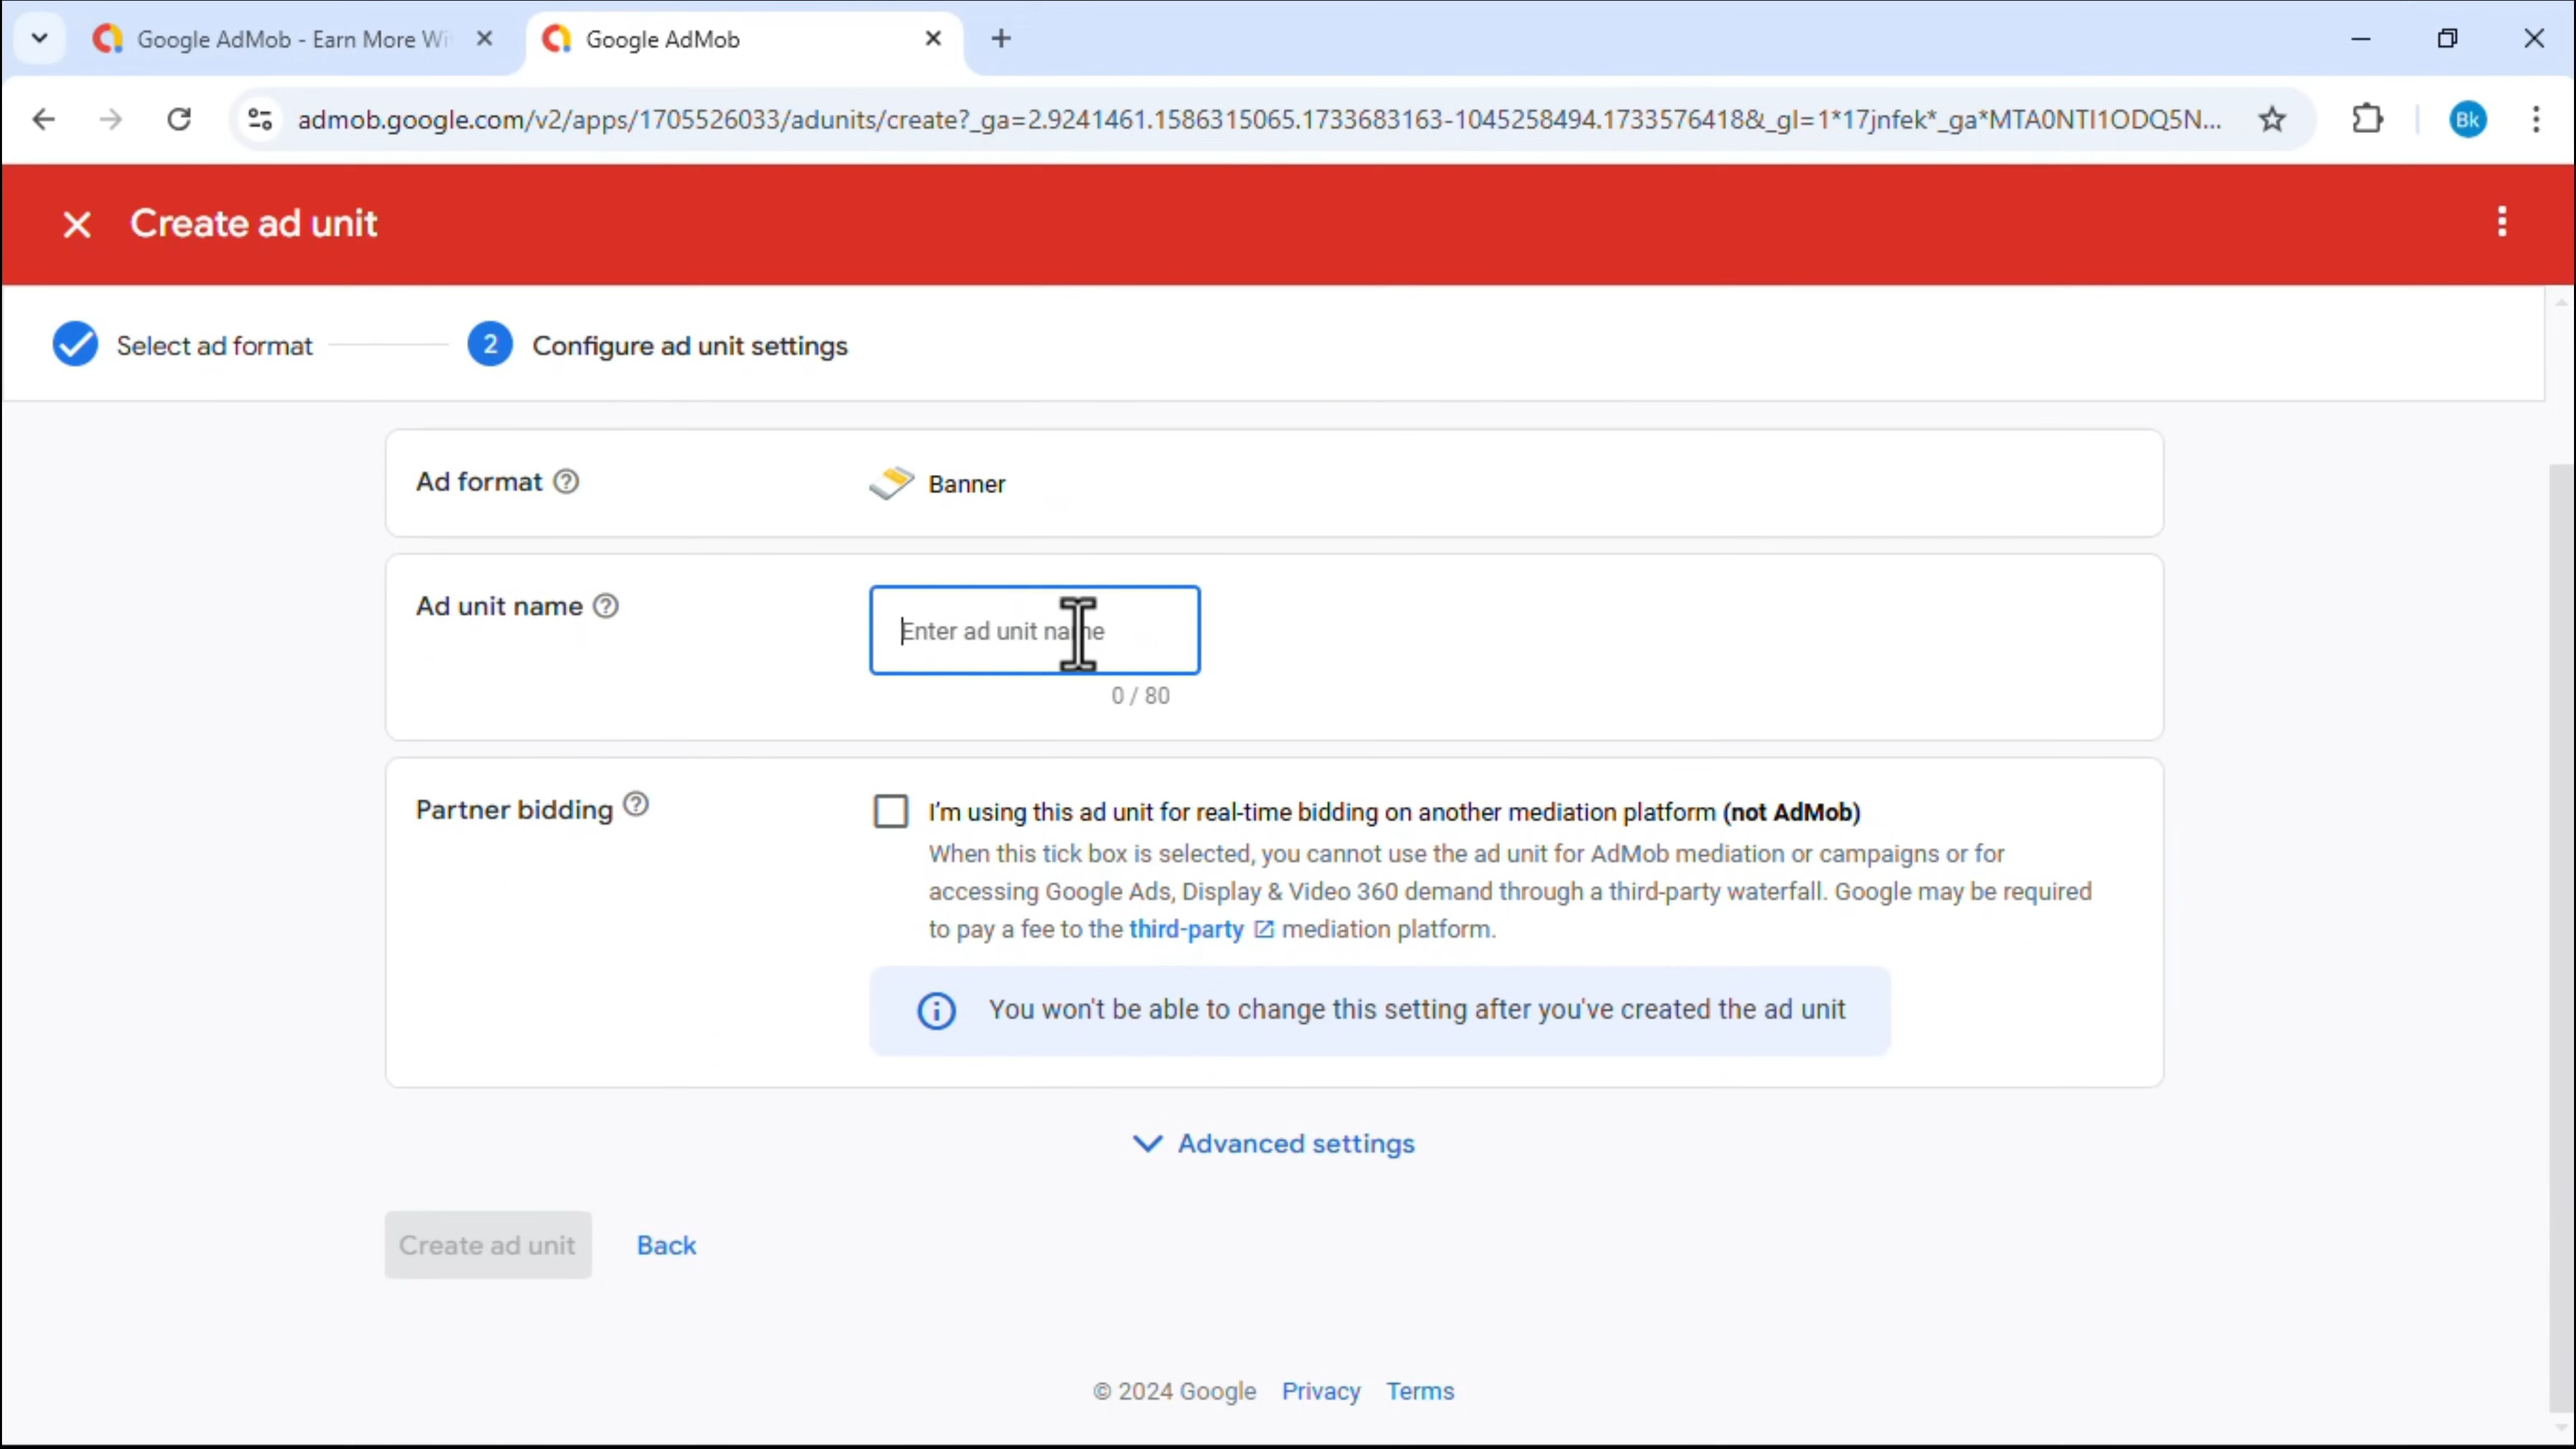 Google AdMob - Earn More Wi
Google AdMob
admob.google.com/v2/apps/1705526033/adunits/create?_ga=2.9241461.1586315065.1733683163-1045258494.1733576418&_gl=1*17jnfek*_ga*MTA0NTI1ODQ5N...
Bk
Create ad unit
Select ad format
2 Configure ad unit settings
Ad format
Banner
Ad unit name
Enter ad unit name
0 / 80
Partner bidding
I'm using this ad unit for real-time bidding on another mediation platform (not AdMob)
When this tick box is selected, you cannot use the ad unit for AdMob mediation or campaigns or for
accessing Google Ads, Display & Video 360 demand through a third-party waterfall. Google may be required
to pay a fee to the third-party mediation platform.
You won't be able to change this setting after you've created the ad unit
Advanced settings
Create ad unit
Back
© 2024 Google Privacy Terms